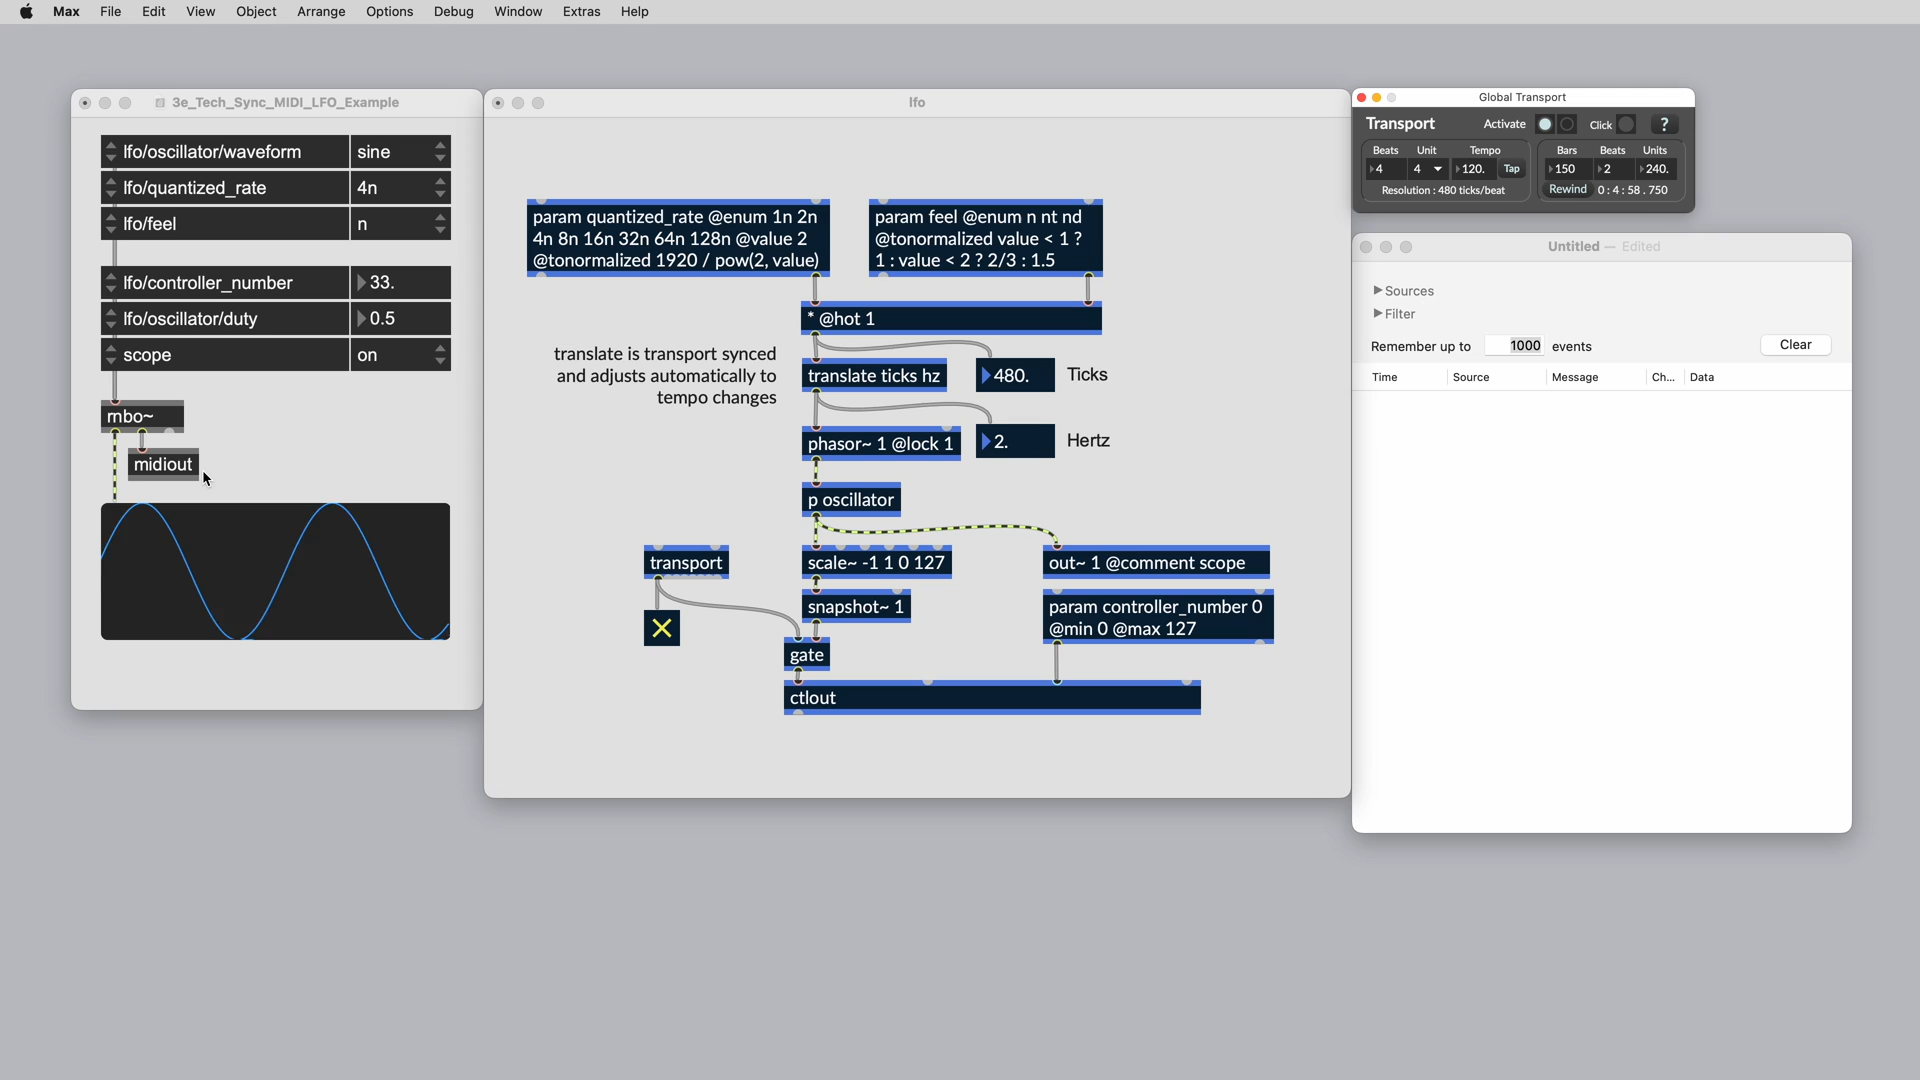 Max File Edit View Object Arrange Options Debug Window Extras Help
3e_Tech_Sync_MIDI_LFO_Example
lfo/oscillator/waveform sine
lfo/quantized_rate 4n
lfo/feel n
lfo/controller_number 33.
lfo/oscillator/duty 0.5
scope on
rnbo~
midiout
lfo
param quantized_rate @enum 1n 2n
4n 8n 16n 32n 64n 128n @value 2
@tonormalized 1920 / pow(2, value)
param feel @enum n nt nd
@tonormalized value < 1 ?
1 : value < 2 ? 2/3 : 1.5
* @hot 1
translate is transport synced
and adjusts automatically to
tempo changes
translate ticks hz
480. Ticks
phasor~ 1 @lock 1
2. Hertz
p oscillator
transport
scale~ -1 1 0 127
out~ 1 @comment scope
snapshot~ 1
param controller_number 0
@min 0 @max 127
gate
ctlout
Global Transport
Transport Activate Click ?
Beats Unit Tempo
4 4 120. Tap
Resolution : 480 ticks/beat
Bars Beats Units
150 2 240.
Rewind 0 : 4 : 58 . 750
Untitled — Edited
Sources
Filter
Remember up to 1000 events Clear
Time Source Message Ch... Data